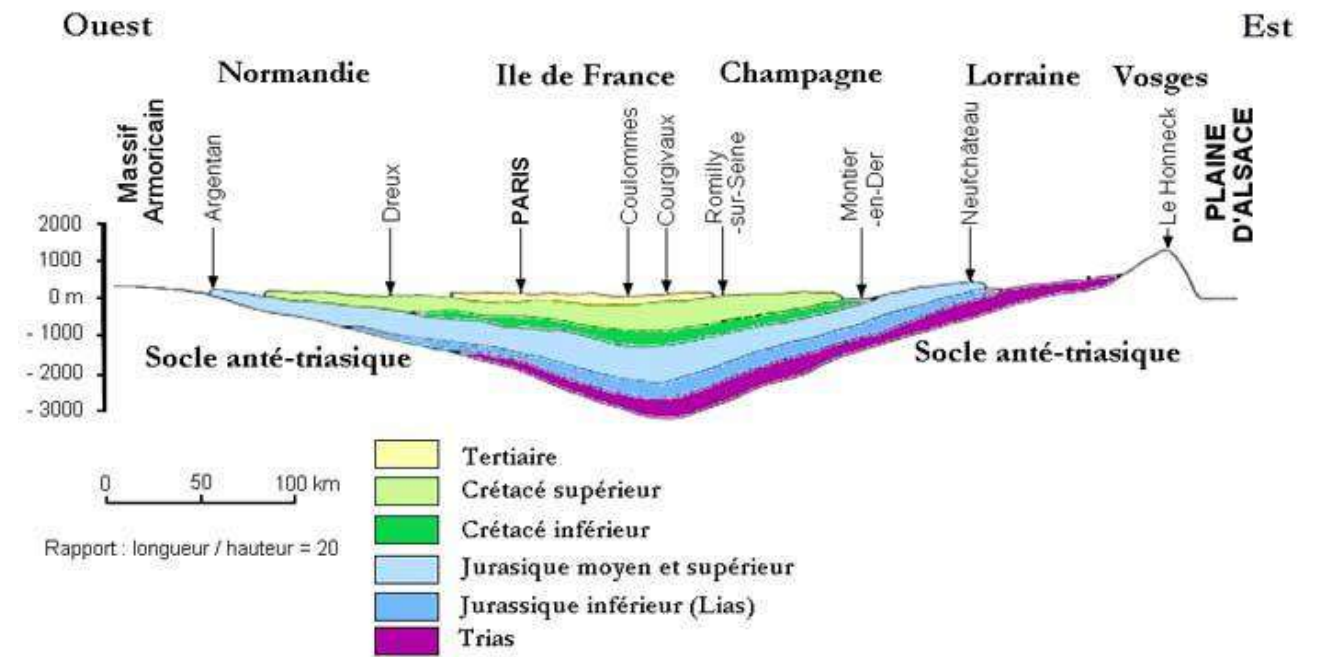 Ouest
Est
Normandie
Ile de France
Champagne
Lorraine
Vosges
Massif
Armoricain
Argentan
Dreux
PARIS
Coulommes
Courgivaux
Romilly
-sur-Seine
Montier
-en-Der
Neufchâteau
Le Honneck
PLAINE
D'ALSACE
2000
1000
0 m
- 1000
- 2000
- 3000
Socle anté-triasique
Socle anté-triasique
0
50
100 km
Rapport : longueur / hauteur = 20
Tertiaire
Crétacé supérieur
Crétacé inférieur
Jurasique moyen et supérieur
Jurassique inférieur (Lias)
Trias